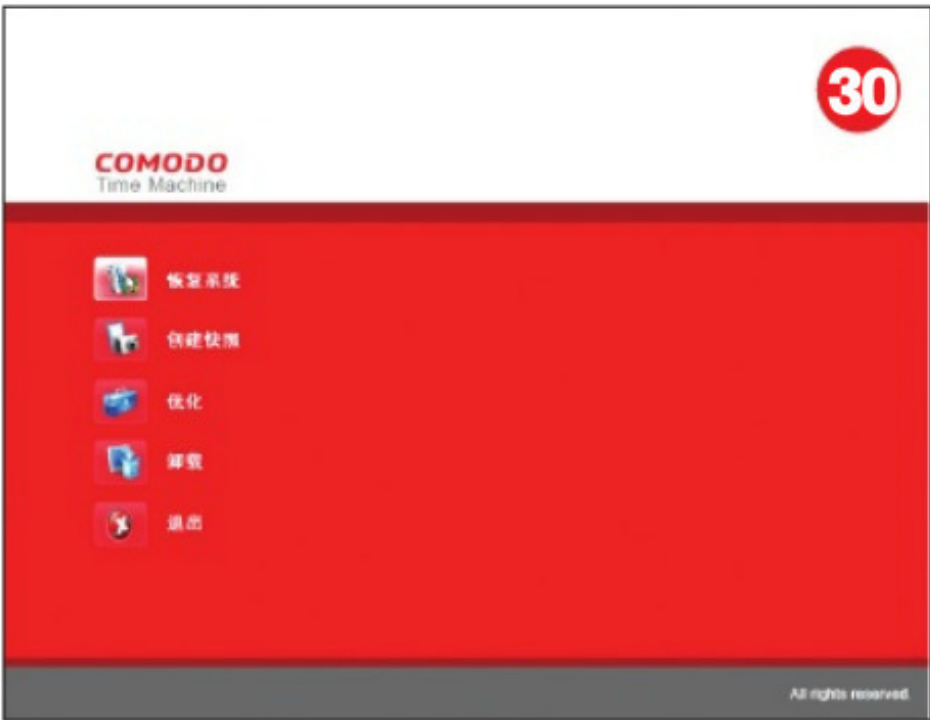 30
COMODO
Time Machine
恢复系统
创建快照
优化
卸载
退出
All rights reserved.